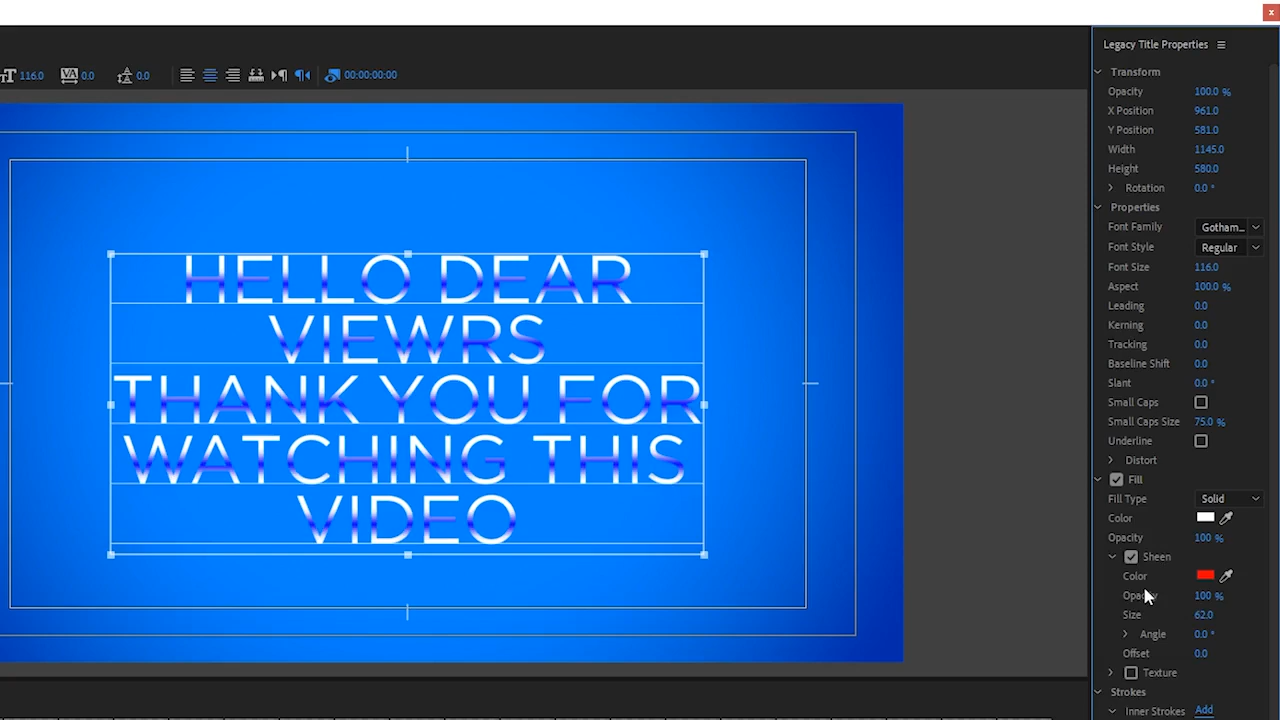 x
Legacy Title Properties
116.0 VA 0.0 0.0 00:00:00:00
Transform
Opacity 100.0 %
X Position 961.0
Y Position 581.0
Width 1145.0
Height 580.0
Rotation 0.0 °
Properties
Font Family Gotham...
Font Style Regular
Font Size 116.0
Aspect 100.0 %
Leading 0.0
Kerning 0.0
Tracking 0.0
Baseline Shift 0.0
Slant 0.0 °
Small Caps
Small Caps Size 75.0 %
Underline
Distort
Fill
Fill Type Solid
Color
Opacity 100 %
Sheen
Color
Opacity 100 %
Size 62.0
Angle 0.0 °
Offset 0.0
Texture
Strokes
Inner Strokes Add
HELLO DEAR
VIEWRS
THANK YOU FOR
WATCHING THIS
VIDEO